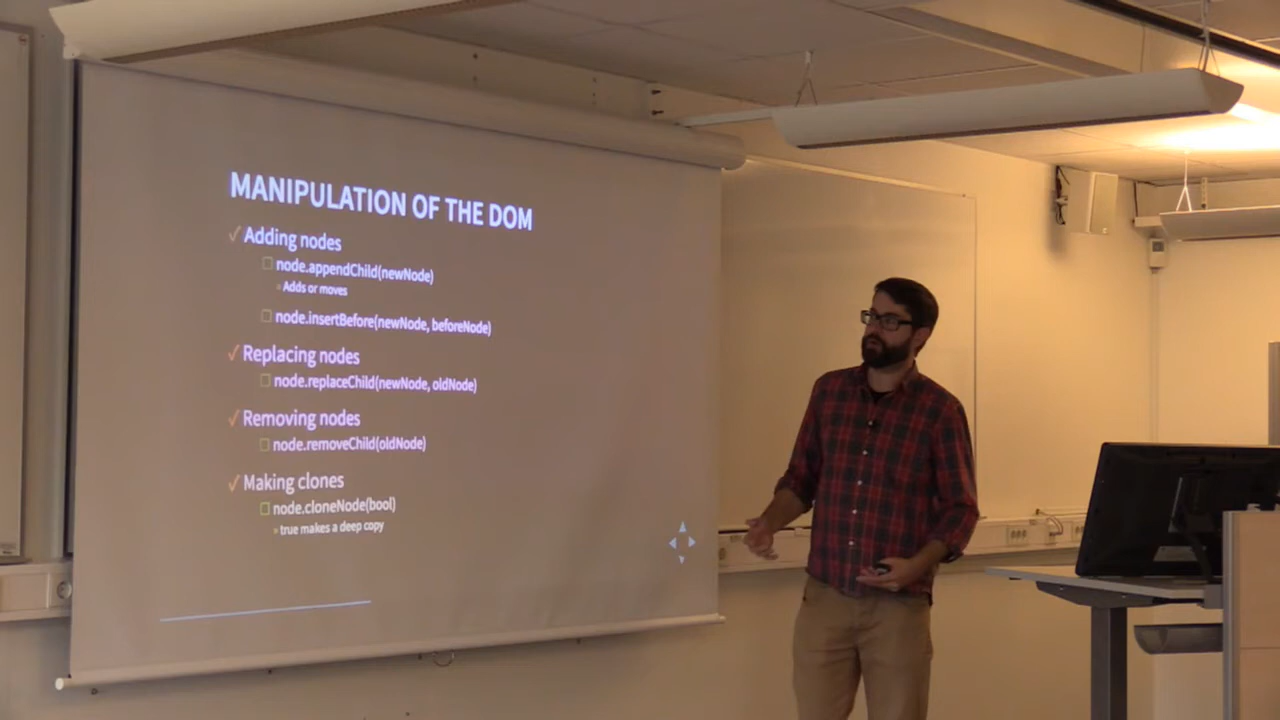 MANIPULATION OF THE DOM
Adding nodes
node.appendChild(newNode)
Adds or moves
node.insertBefore(newNode, beforeNode)
Replacing nodes
node.replaceChild(newNode, oldNode)
Removing nodes
node.removeChild(oldNode)
Making clones
node.cloneNode(bool)
true makes a deep copy